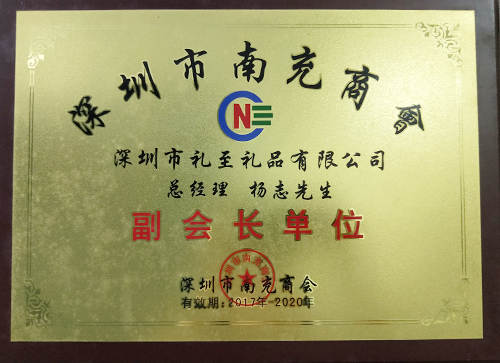 深圳市南充商會
N
深圳市礼至礼品有限公司
总经理 杨志先生
副会长单位
深圳市南充商会
有效期:2017年-2020年